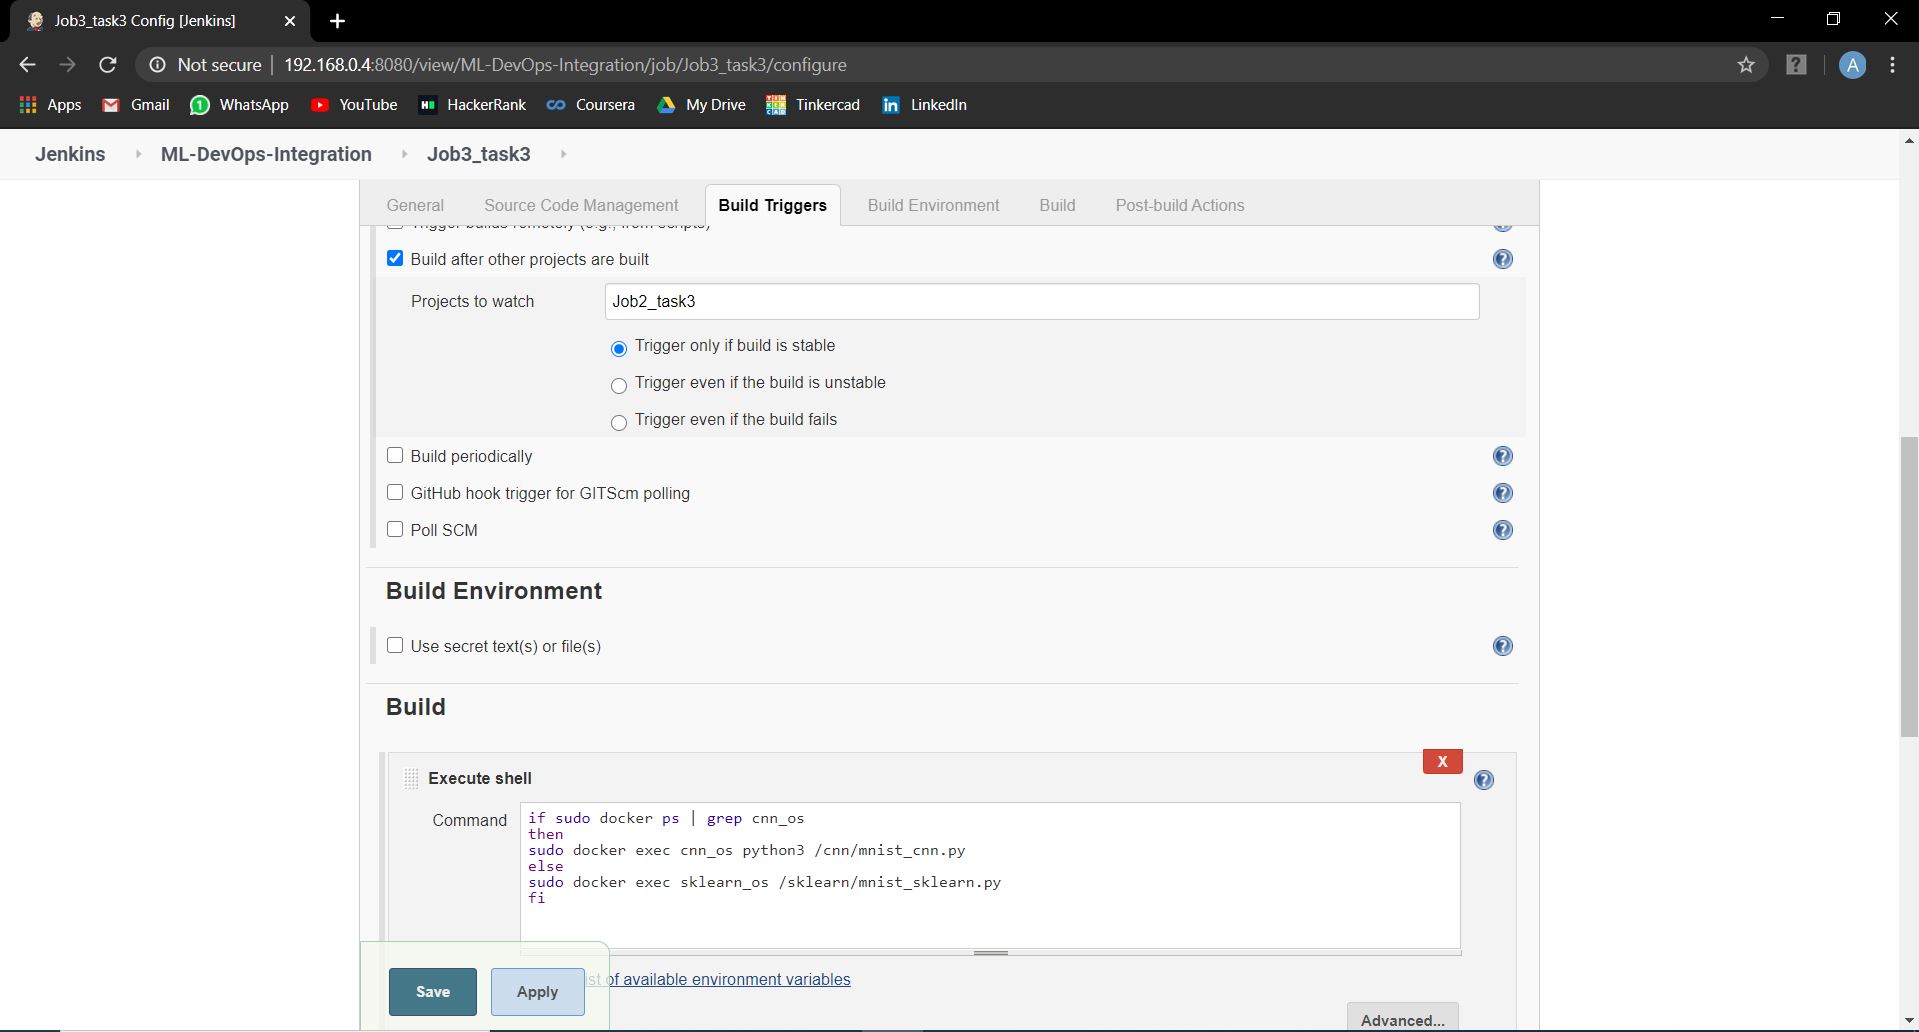 Job3_task3 Config [Jenkins]
Not secure 192.168.0.4:8080/view/ML-DevOps-Integration/job/Job3_task3/configure
A
Apps Gmail WhatsApp YouTube HackerRank Coursera My Drive Tinkercad LinkedIn
Jenkins ML-DevOps-Integration Job3_task3
General Source Code Management Build Triggers Build Environment Build Post-build Actions
Trigger builds remotely (e.g., from scripts)
Build after other projects are built
Projects to watch Job2_task3
Trigger only if build is stable
Trigger even if the build is unstable
Trigger even if the build fails
Build periodically
GitHub hook trigger for GITScm polling
Poll SCM
Build Environment
Use secret text(s) or file(s)
Build
X
Execute shell
Command
if sudo docker ps | grep cnn_os
then
sudo docker exec cnn_os python3 /cnn/mnist_cnn.py
else
sudo docker exec sklearn_os /sklearn/mnist_sklearn.py
fi
of available environment variables
Save Apply
Advanced...